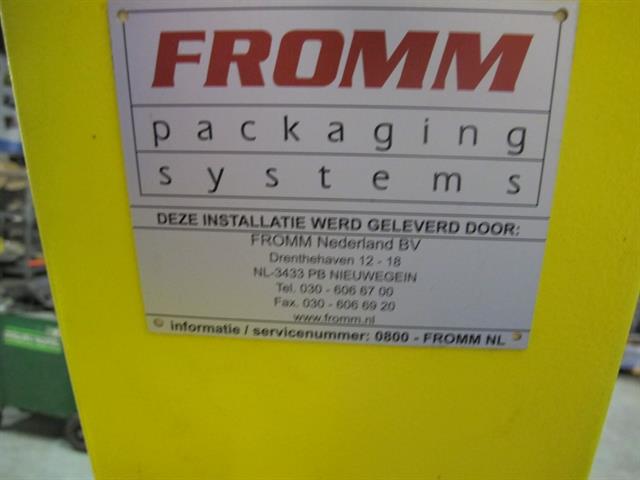 FROMM
packaging
systems
DEZE INSTALLATIE WERD GELEVERD DOOR:
FROMM Nederland BV
Drenthehaven 12 - 18
NL-3433 PB NIEUWEGEIN
Tel. 030 - 606 67 00
Fax. 030 - 606 69 20
www.fromm.nl
informatie / servicenummer: 0800 - FROMM NL